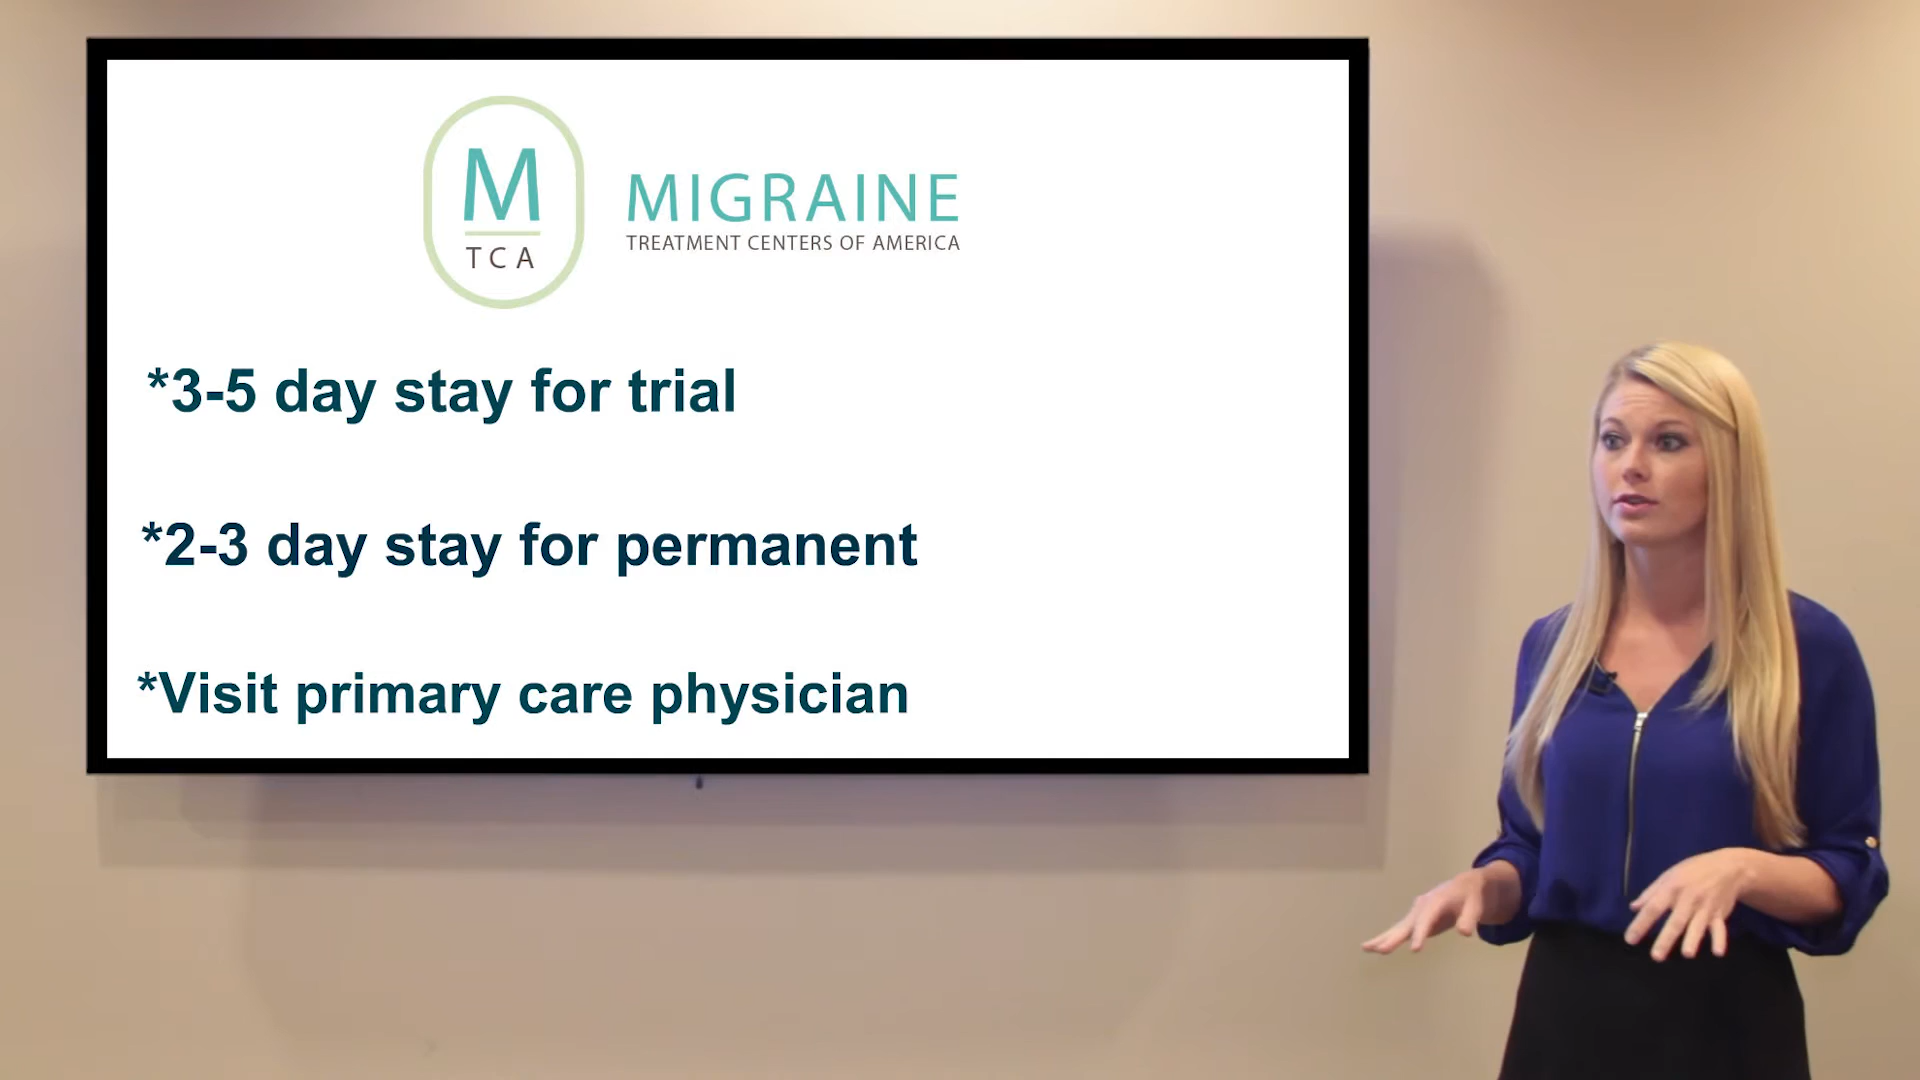 M
TCA
MIGRAINE
TREATMENT CENTERS OF AMERICA
*3-5 day stay for trial
*2-3 day stay for permanent
*Visit primary care physician